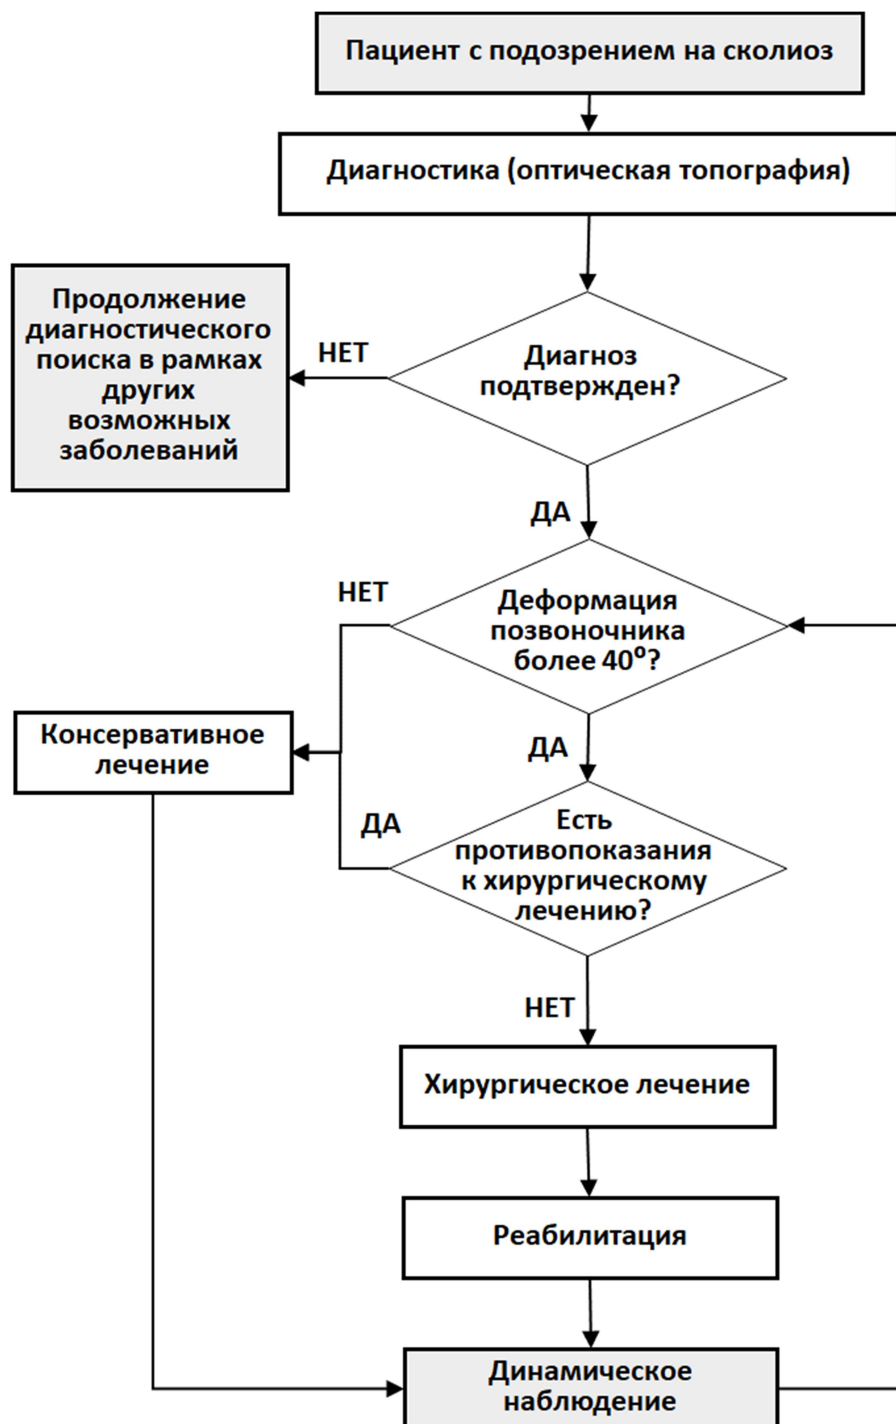 Пациент с подозрением на сколиоз
Диагностика (оптическая топография)
Продолжение
диагностического
поиска в рамках
других
возможных
заболеваний
НЕТ
Диагноз
подтвержден?
ДА
НЕТ
Деформация
позвоночника
более 40⁰?
Консервативное
лечение
ДА
ДА
Есть
противопоказания
к хирургическому
лечению?
НЕТ
Хирургическое лечение
Реабилитация
Динамическое
наблюдение